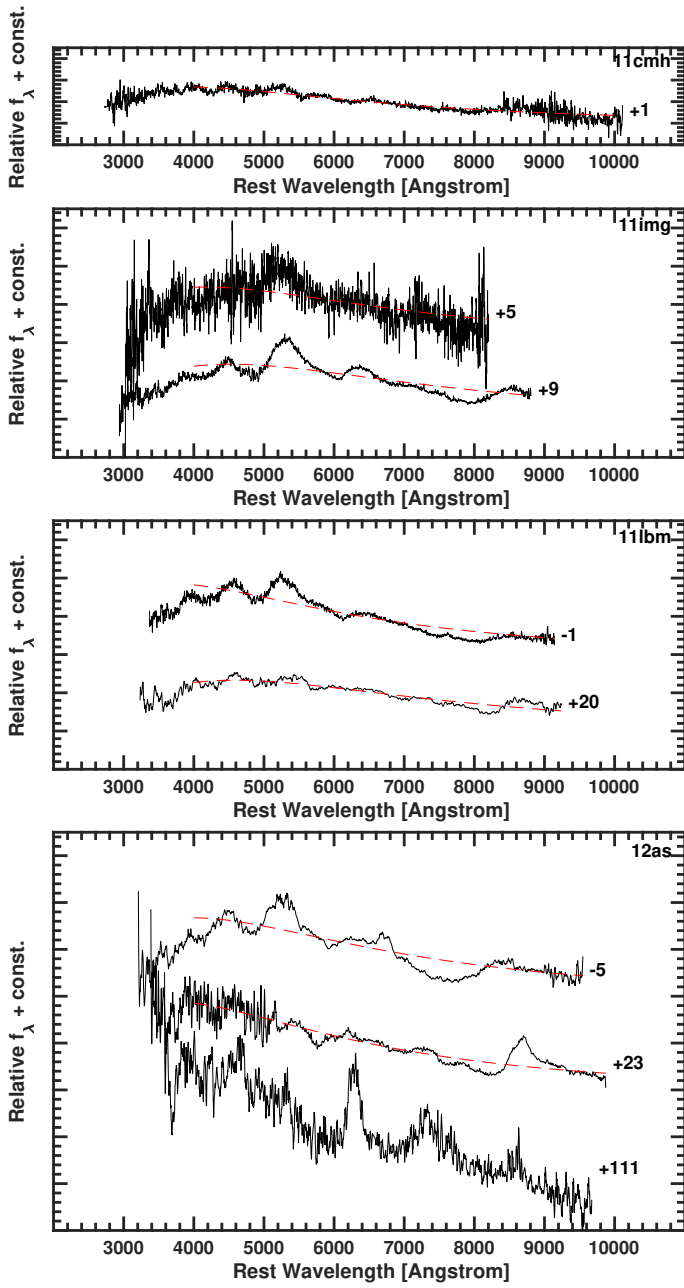 11cmh
Relative f_λ + const.
+1
3000 4000 5000 6000 7000 8000 9000 10000
Rest Wavelength [Angstrom]
11img
Relative f_λ + const.
+5
+9
3000 4000 5000 6000 7000 8000 9000 10000
Rest Wavelength [Angstrom]
11lbm
Relative f_λ + const.
-1
+20
3000 4000 5000 6000 7000 8000 9000 10000
Rest Wavelength [Angstrom]
12as
Relative f_λ + const.
-5
+23
+111
3000 4000 5000 6000 7000 8000 9000 10000
Rest Wavelength [Angstrom]